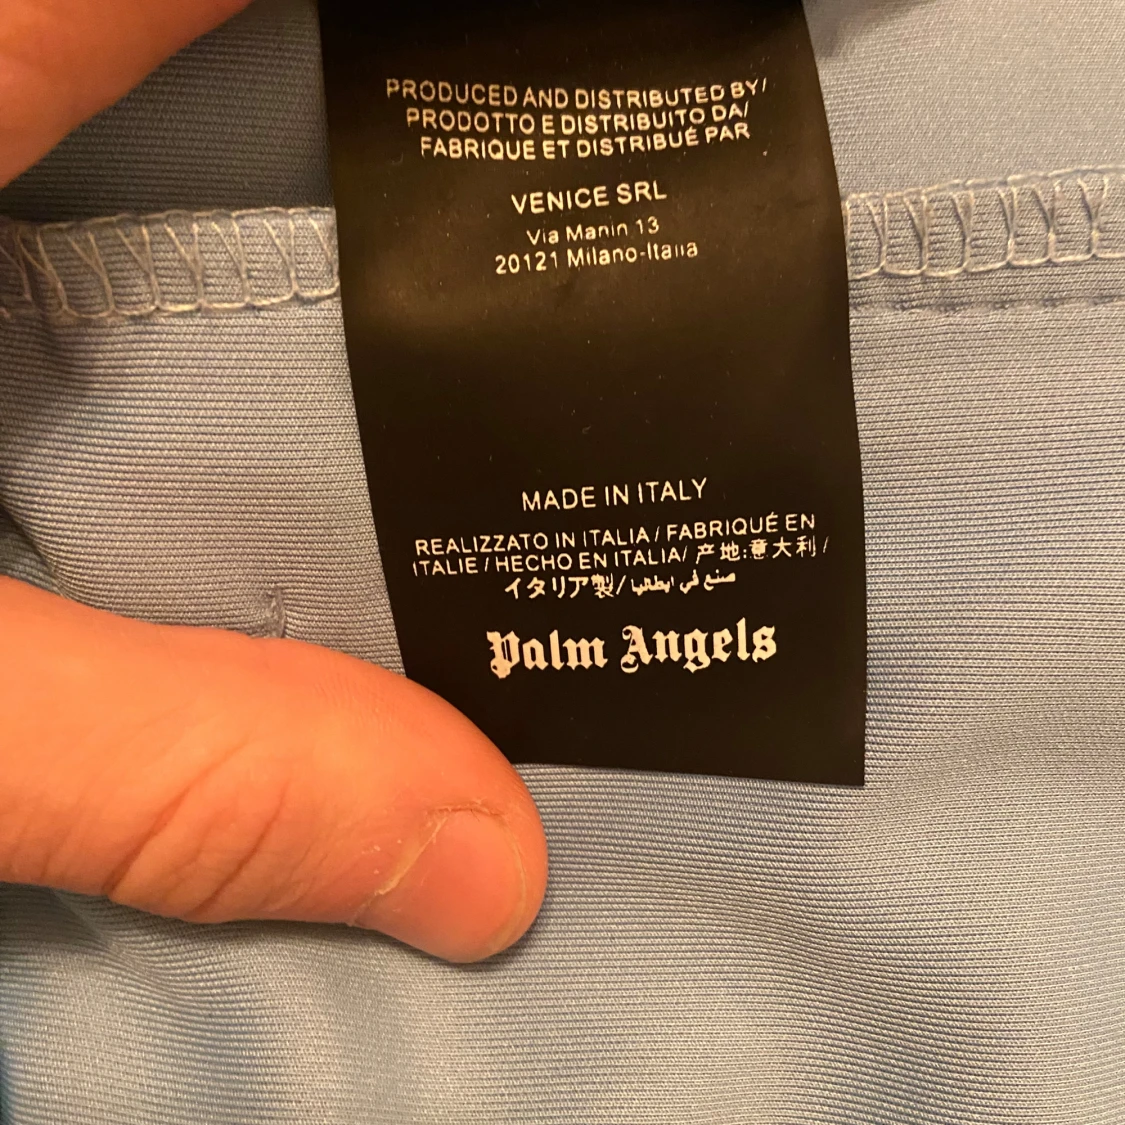 PRODUCED AND DISTRIBUTED BY/
PRODOTTO E DISTRIBUITO DA/
FABRIQUE ET DISTRIBUÉ PAR
VENICE SRL
Via Manin 13
20121 Milano-Italia
MADE IN ITALY
REALIZZATO IN ITALIA / FABRIQUÉ EN
ITALIE / HECHO EN ITALIA/ 产地:意大利 /
イタリア製/ صنع في ايطاليا
Palm Angels